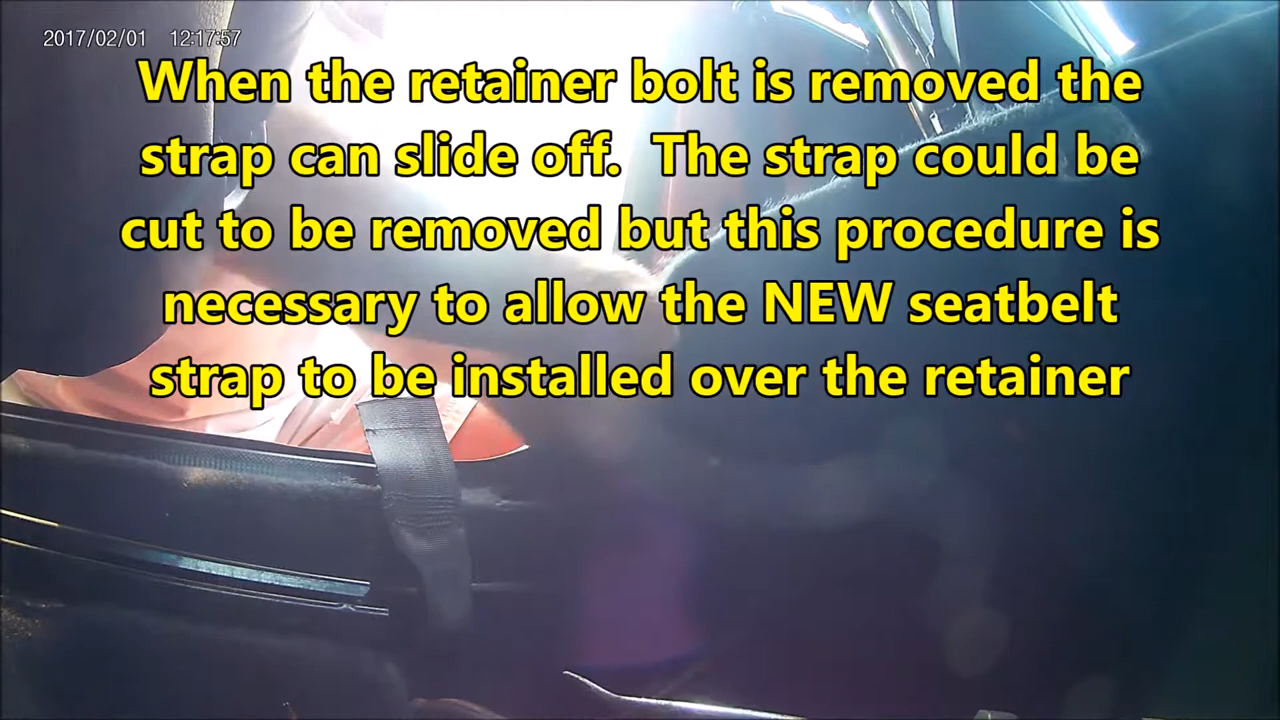 2017/02/01 12:17:57
When the retainer bolt is removed the
strap can slide off. The strap could be
cut to be removed but this procedure is
necessary to allow the NEW seatbelt
strap to be installed over the retainer